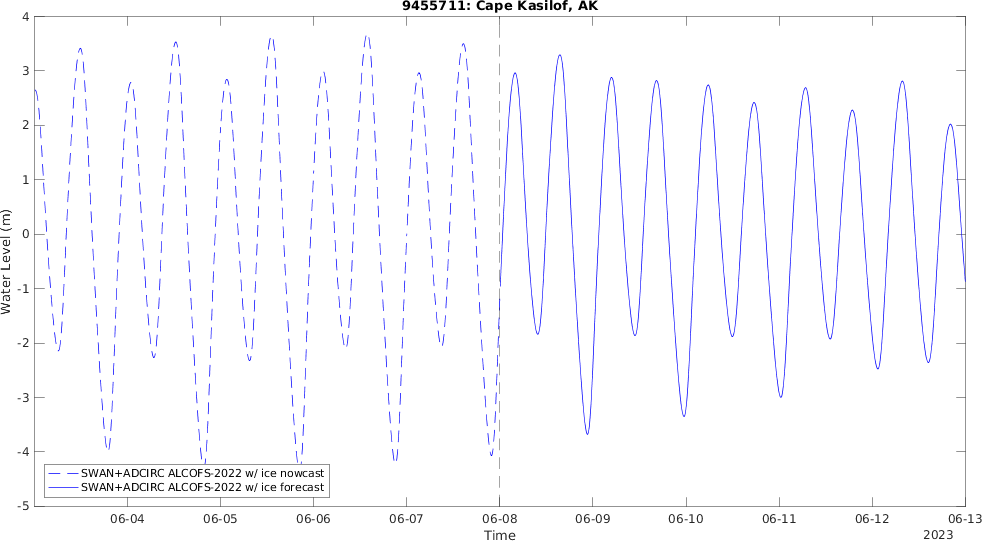 9455711: Cape Kasilof, AK
4
3
2
1
0
-1
-2
-3
-4
-5
Water Level (m)
SWAN+ADCIRC ALCOFS-2022 w/ ice nowcast
SWAN+ADCIRC ALCOFS-2022 w/ ice forecast
06-04 06-05 06-06 06-07 06-08 06-09 06-10 06-11 06-12 06-13
Time
2023